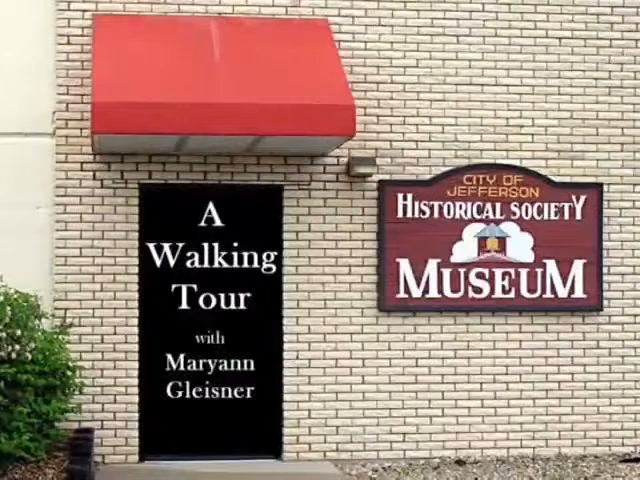 A
Walking
Tour
with
Maryann
Gleisner
CITY OF
JEFFERSON
HISTORICAL SOCIETY
MUSEUM